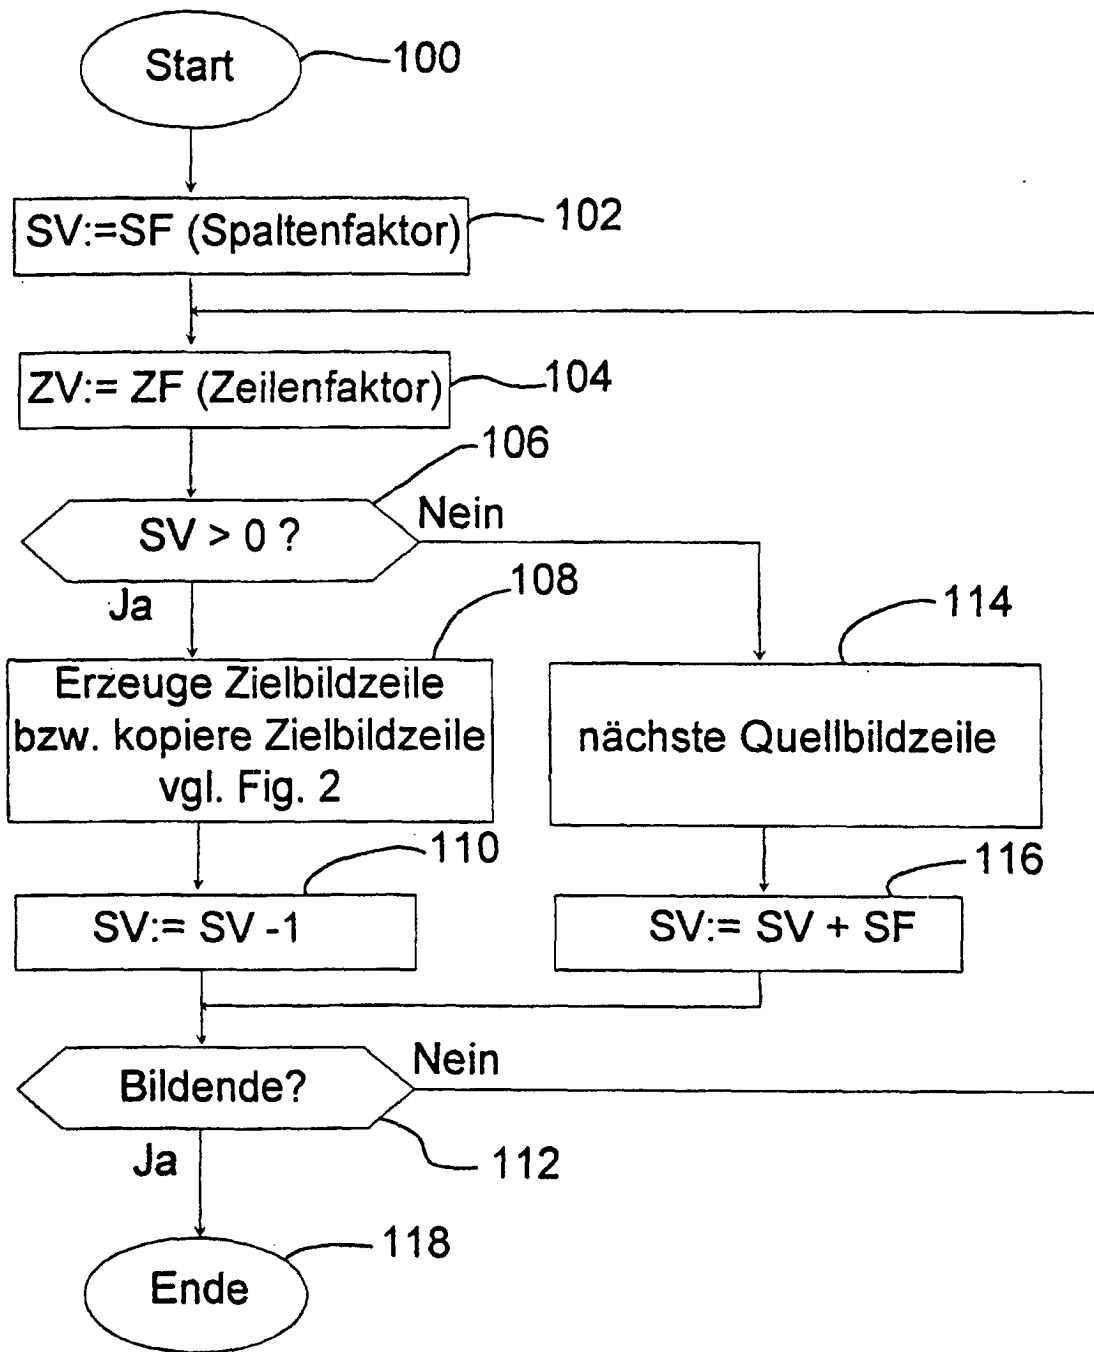 Start
100
SV:=SF (Spaltenfaktor)
102
ZV:= ZF (Zeilenfaktor)
104
106
SV > 0 ?
Nein
Ja
108
114
Erzeuge Zielbildzeile
bzw. kopiere Zielbildzeile
vgl. Fig. 2
nächste Quellbildzeile
110
116
SV:= SV -1
SV:= SV + SF
Bildende?
Nein
Ja
112
118
Ende